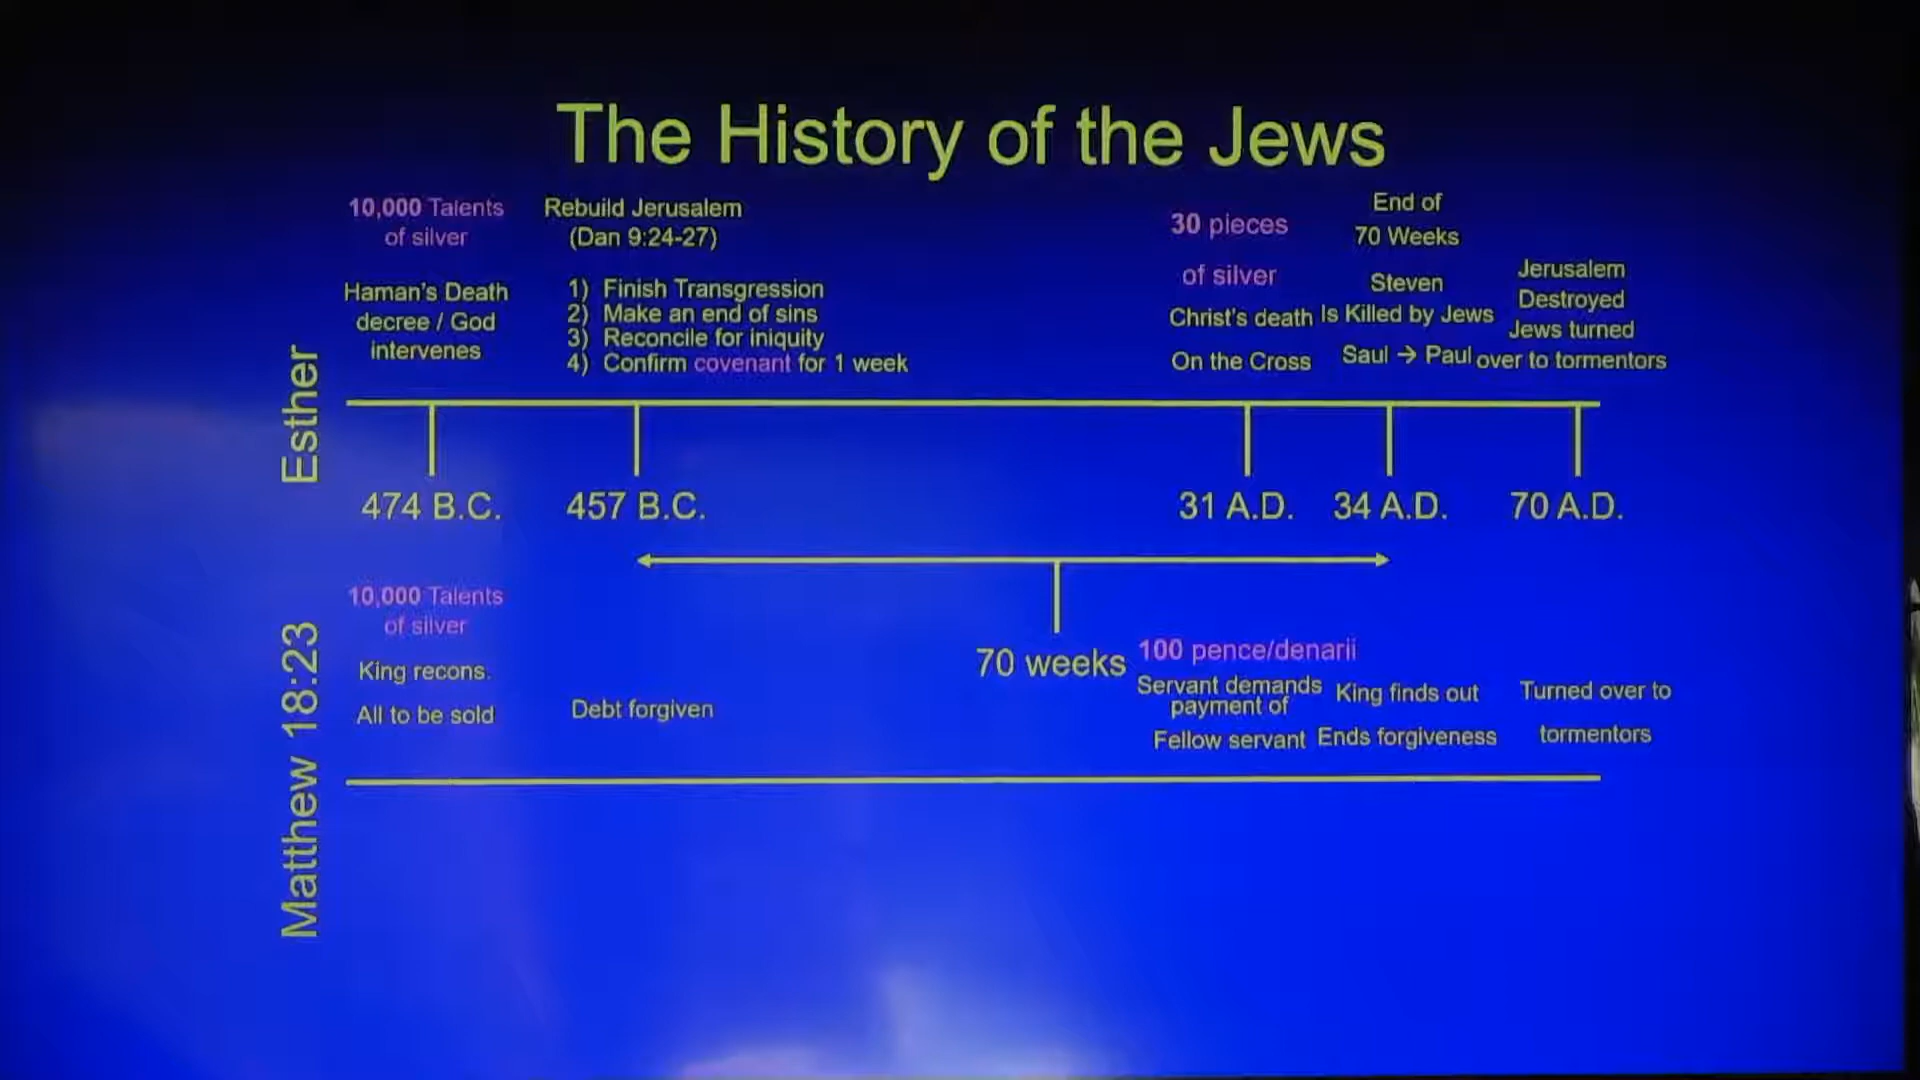 The History of the Jews
10,000 Talents
of silver
Haman's Death
decree / God
intervenes
Rebuild Jerusalem
(Dan 9:24-27)
1) Finish Transgression
2) Make an end of sins
3) Reconcile for iniquity
4) Confirm covenant for 1 week
30 pieces
of silver
Christ's death
On the Cross
End of
70 Weeks
Steven
Is Killed by Jews
Saul → Paul
Jerusalem
Destroyed
Jews turned
over to tormentors
Esther
474 B.C.
457 B.C.
31 A.D.
34 A.D.
70 A.D.
70 weeks
Matthew 18:23
10,000 Talents
of silver
King recons.
All to be sold
Debt forgiven
100 pence/denarii
Servant demands
payment of
Fellow servant
King finds out
Ends forgiveness
Turned over to
tormentors